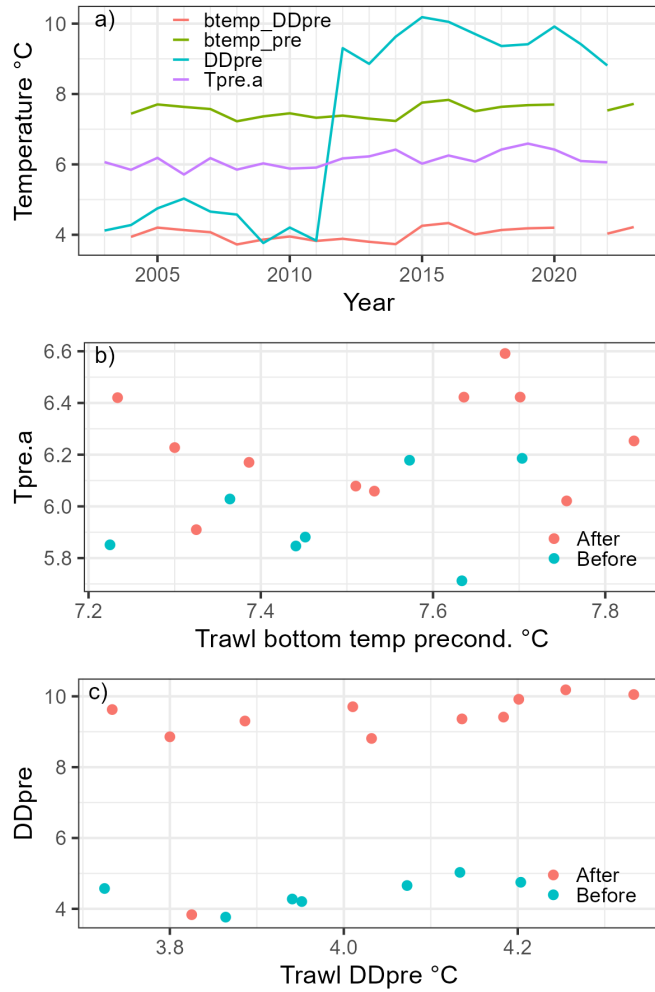 a)
btemp_DDpre
btemp_pre
DDpre
Tpre.a
10
8
6
4
Temperature °C
2005 2010 2015 2020
Year
b)
6.6
6.4
6.2
6.0
5.8
Tpre.a
After
Before
7.2 7.4 7.6 7.8
Trawl bottom temp precond. °C
c)
10
8
6
4
DDpre
After
Before
3.8 4.0 4.2
Trawl DDpre °C